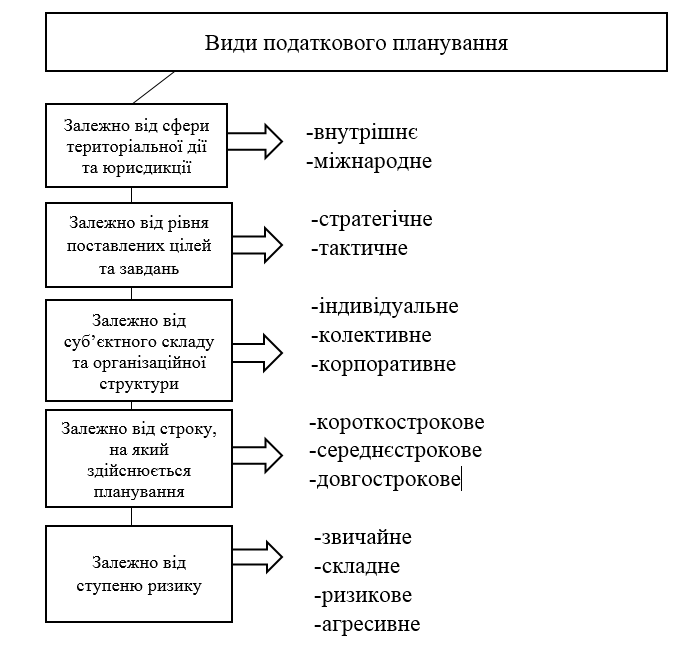 Види податкового планування
Залежно від сфери
територіальної дії
та юрисдикції
-внутрішнє
-міжнародне
Залежно від рівня
поставлених цілей
та завдань
-стратегічне
-тактичне
Залежно від
суб’єктного складу
та організаційної
структури
-індивідуальне
-колективне
-корпоративне
Залежно від строку,
на який
здійснюється
планування
-короткострокове
-середнєстрокове
-довгострокове
Залежно від
ступеню ризику
-звичайне
-складне
-ризикове
-агресивне